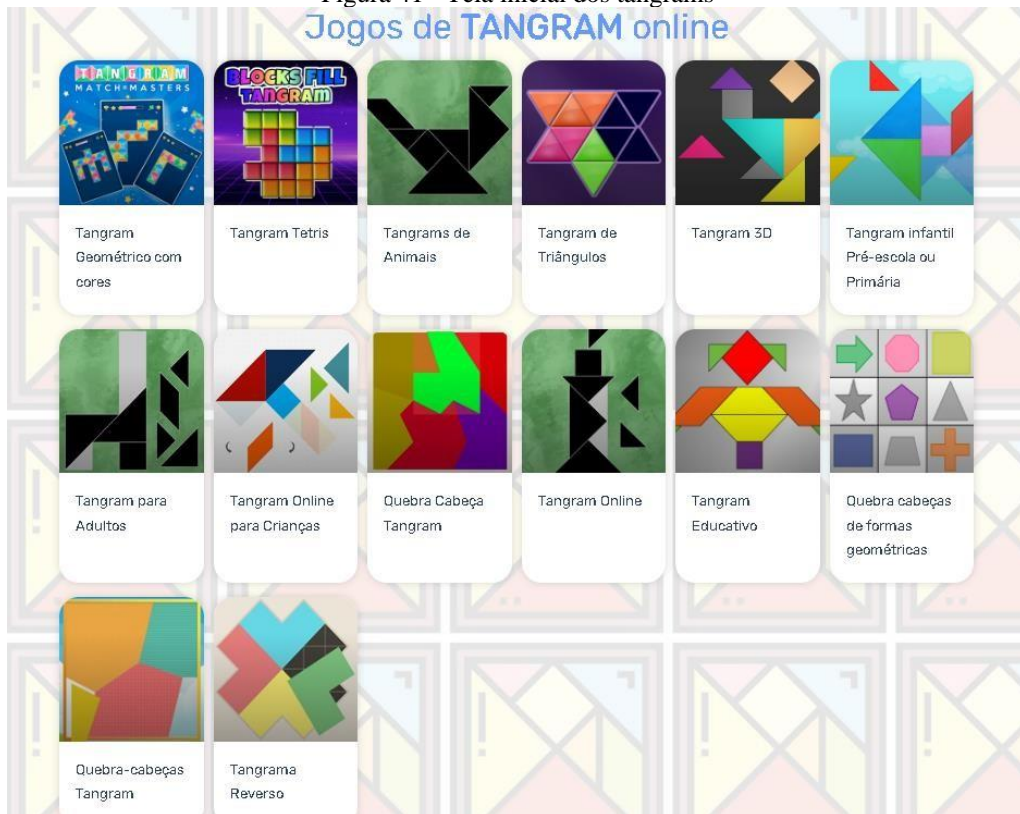 Jogos de TANGRAM online
TANGRAM
MATCH MASTERS
BLOCKS FILL
TANGRAM
Tangram
Geométrico com
cores
Tangram Tetris
Tangrams de
Animais
Tangram de
Triângulos
Tangram 3D
Tangram infantil
Pré-escola ou
Primária
Tangram para
Adultos
Tangram Online
para Crianças
Quebra Cabeça
Tangram
Tangram Online
Tangram
Educativo
Quebra cabeças
de formas
geométricas
Quebra-cabeças
Tangram
Tangrama
Reverso